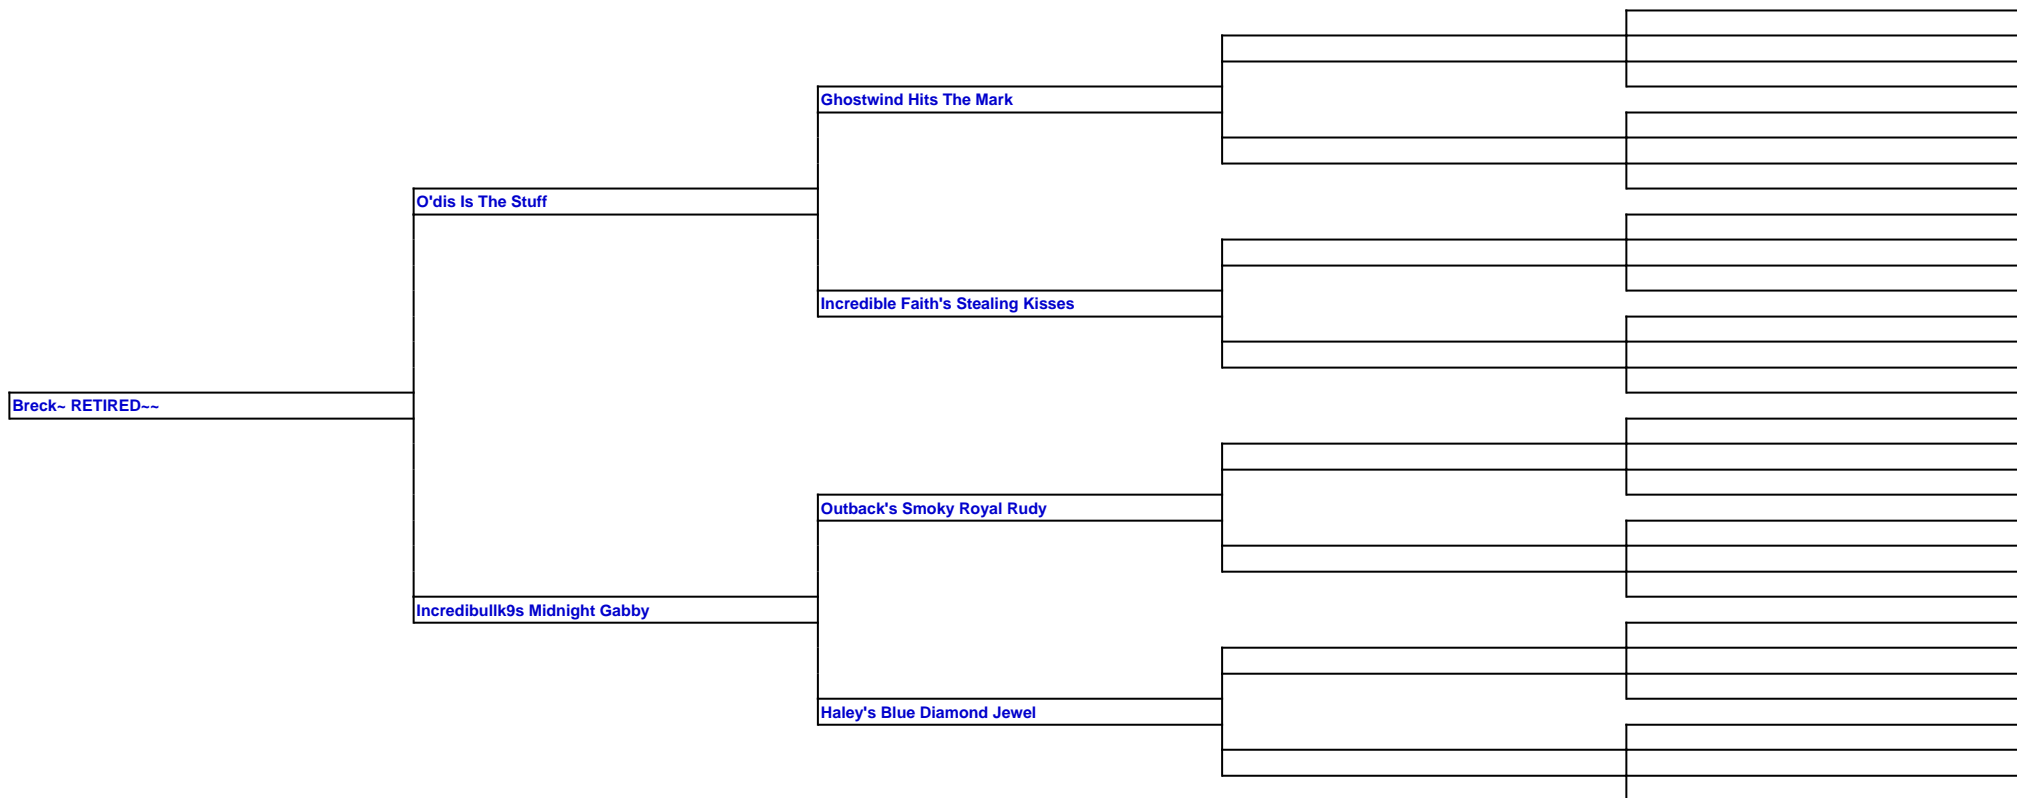 Ghostwind Hits The Mark
O'dis Is The Stuff
Incredible Faith's Stealing Kisses
Breck~ RETIRED~~
Outback's Smoky Royal Rudy
Incredibullk9s Midnight Gabby
Haley's Blue Diamond Jewel